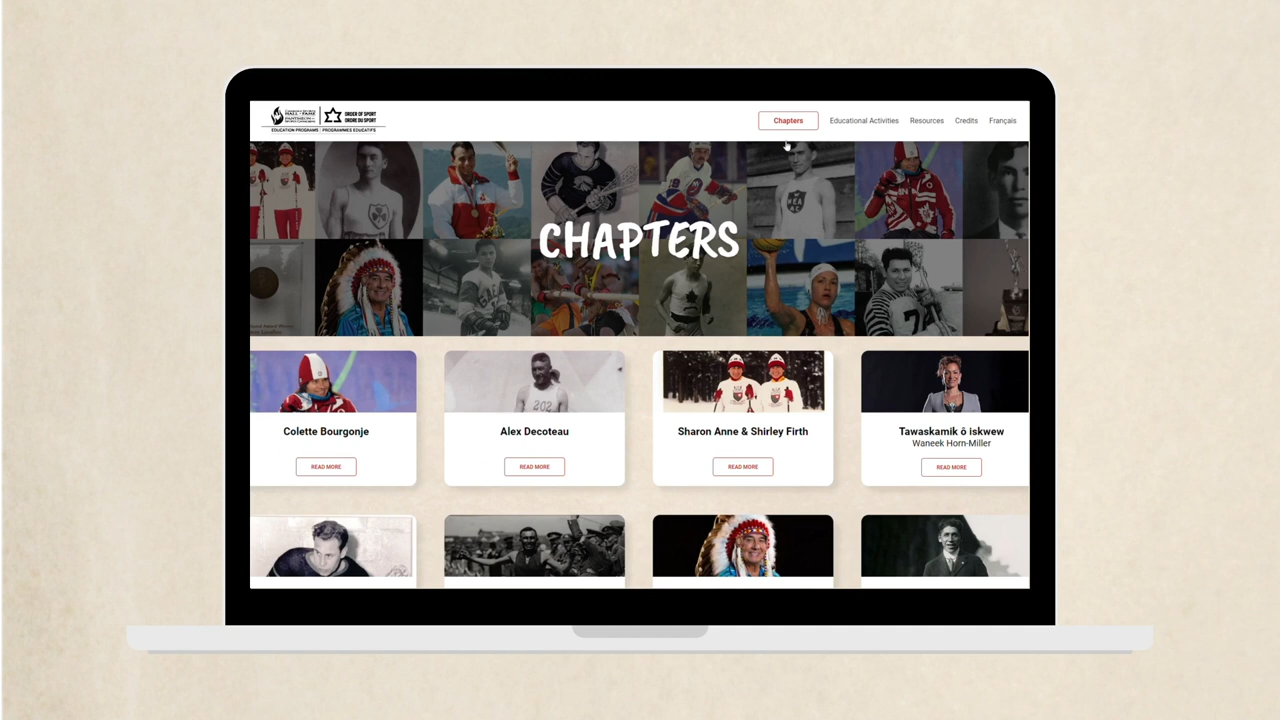 HALL OF FAME
ORDER OF SPORT
ORDRE DU SPORT
EDUCATION PROGRAMS | PROGRAMMES ÉDUCATIFS
Chapters
Educational Activities
Resources
Credits
Français
CHAPTERS
202
7
Colette Bourgonje
Alex Decoteau
Sharon Anne & Shirley Firth
Tawaskamik ô iskwew
Waneek Horn-Miller
READ MORE
READ MORE
READ MORE
READ MORE